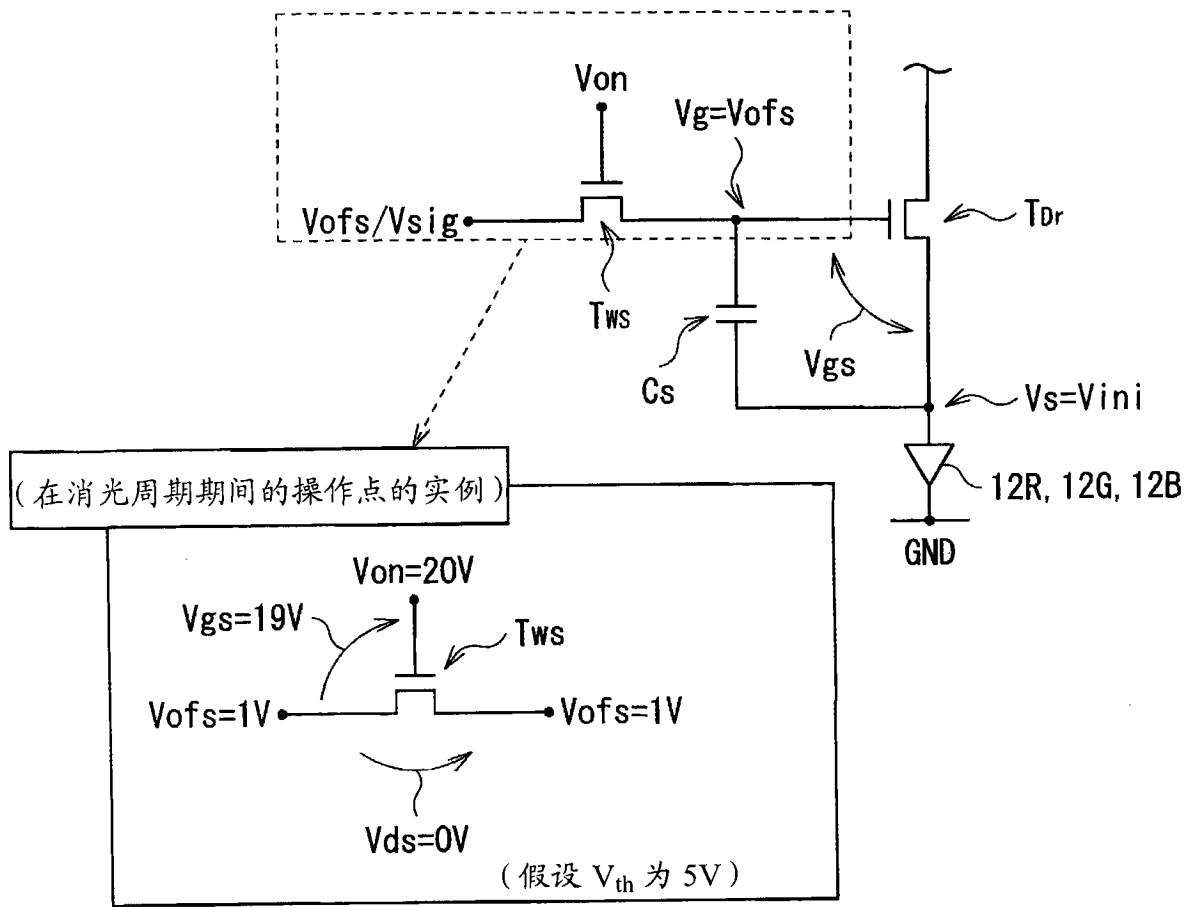 Von
Vg=Vofs
Vofs/Vsig
TDr
Tws
Vgs
Cs
Vs=Vini
12R, 12G, 12B
GND
(在消光周期期间的操作点的实例)
Von=20V
Vgs=19V
Tws
Vofs=1V
Vofs=1V
Vds=0V
(假设 Vth 为 5V)